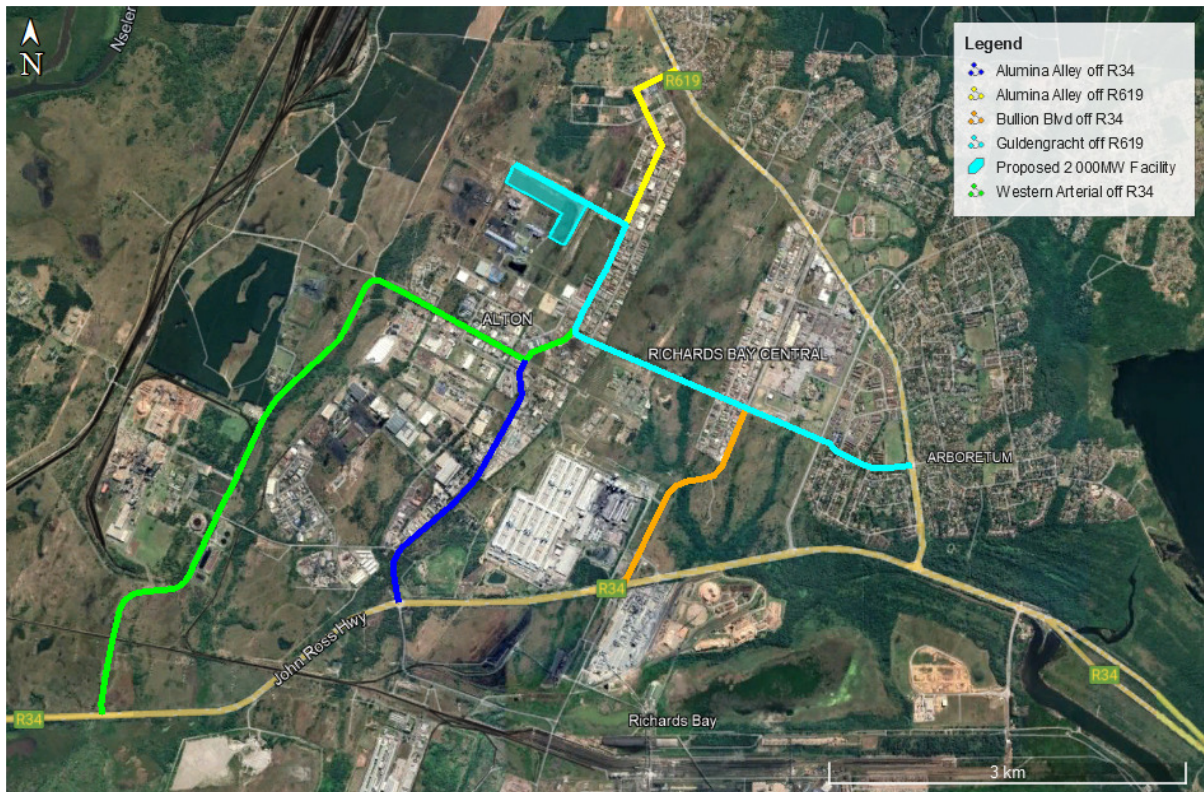 N
Nseler
R619
Legend
Alumina Alley off R34
Alumina Alley off R619
Bullion Blvd off R34
Guldengracht off R619
Proposed 2 000MW Facility
Western Arterial off R34
ALTON
RICHARDS BAY CENTRAL
ARBORETUM
R34
John Ross Hwy
R34
R34
Richards Bay
3 km